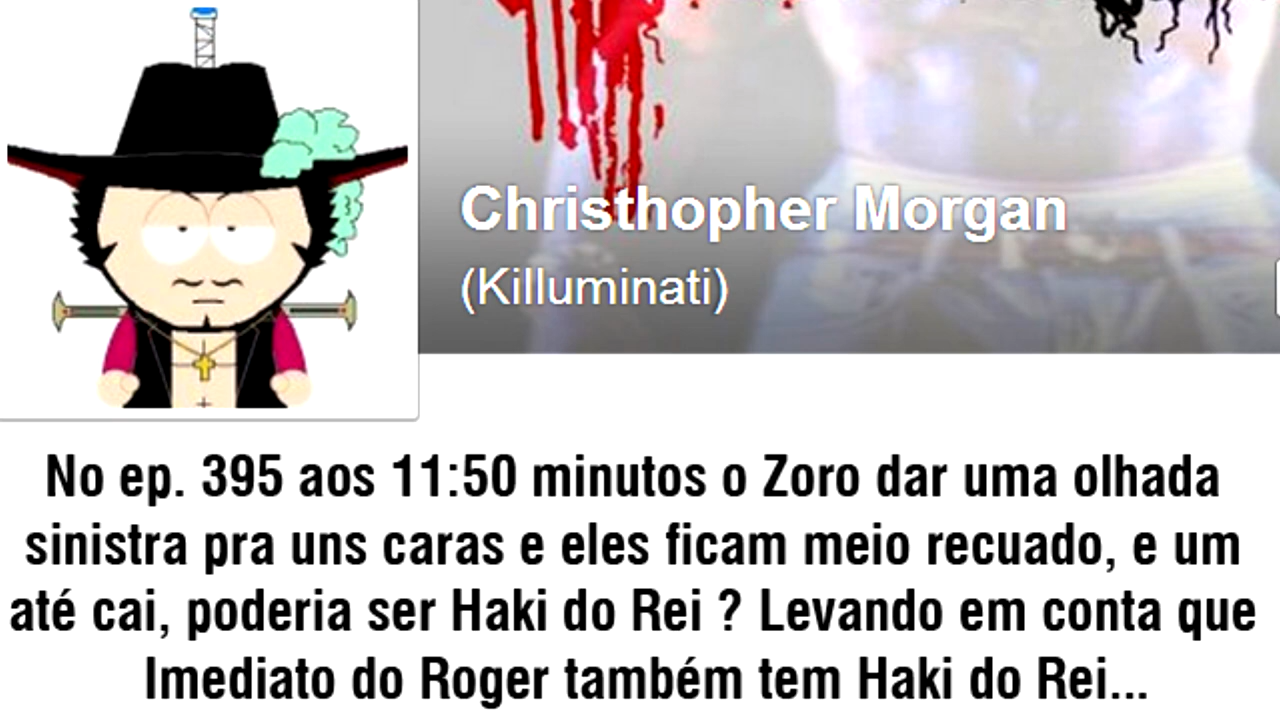 Christhopher Morgan
(Killuminati)
No ep. 395 aos 11:50 minutos o Zoro dar uma olhada
sinistra pra uns caras e eles ficam meio recuado, e um
até cai, poderia ser Haki do Rei ? Levando em conta que
Imediato do Roger também tem Haki do Rei...